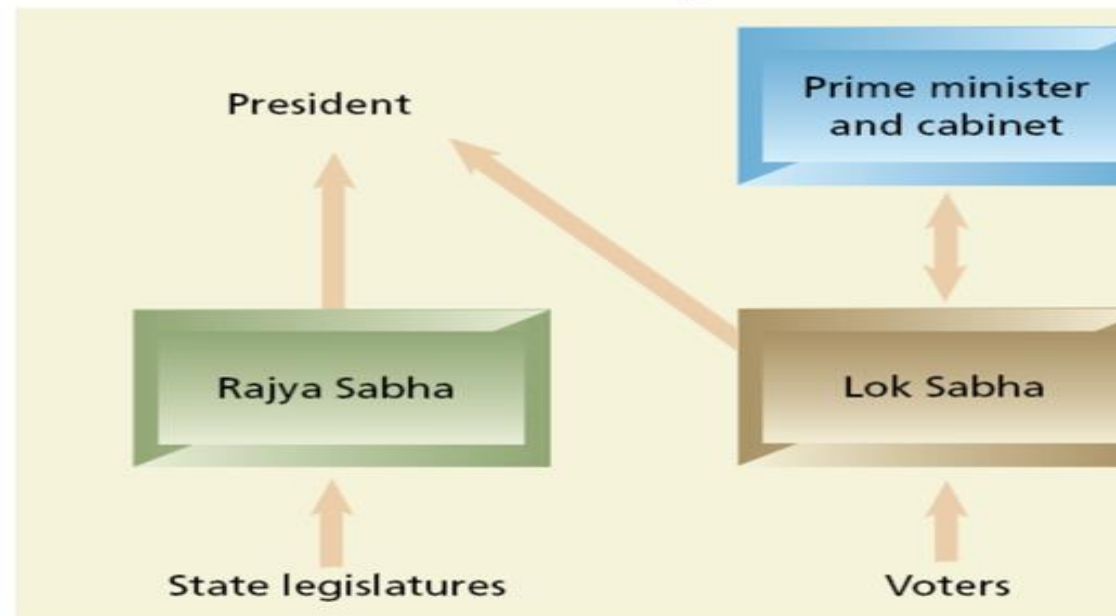 President
Prime minister
and cabinet
Rajya Sabha
Lok Sabha
State legislatures
Voters